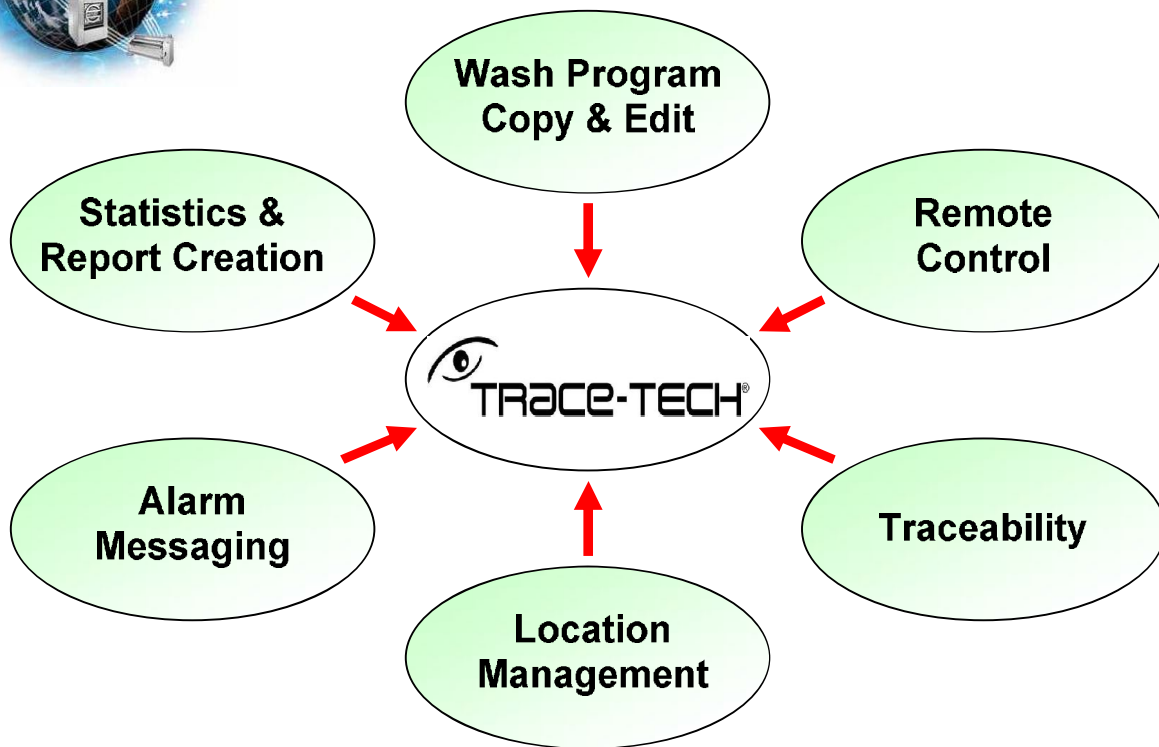 Wash Program
Copy & Edit
Statistics &
Report Creation
Remote
Control
TRACE-TECH®
Alarm
Messaging
Traceability
Location
Management